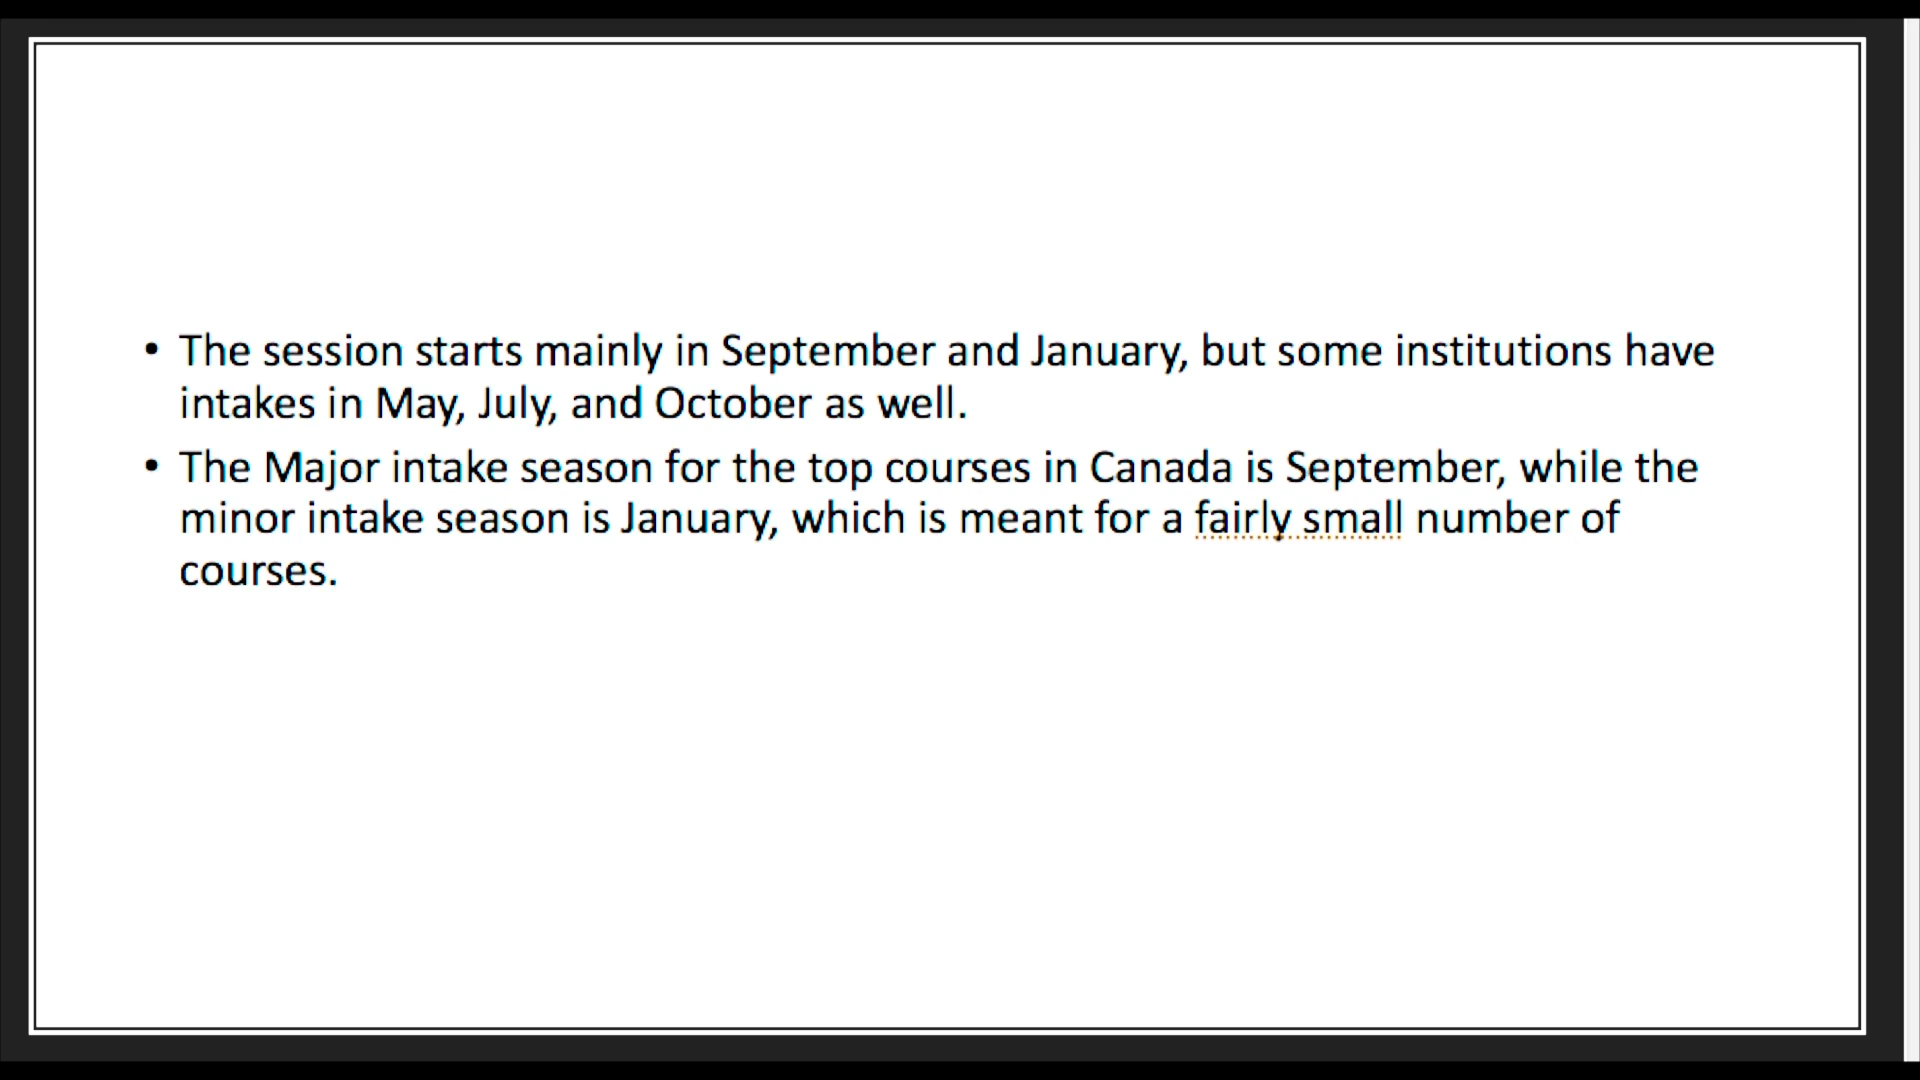 • The session starts mainly in September and January, but some institutions have
intakes in May, July, and October as well.
• The Major intake season for the top courses in Canada is September, while the
minor intake season is January, which is meant for a fairly small number of
courses.